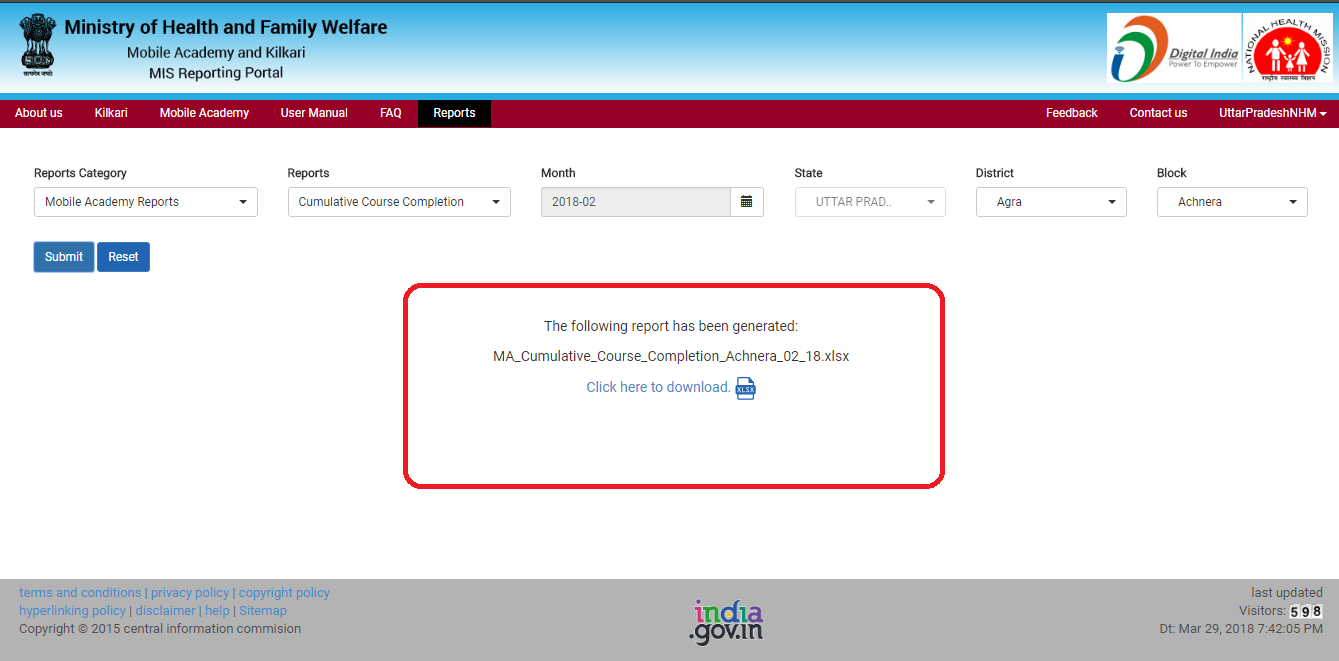 Ministry of Health and Family Welfare
Mobile Academy and Kilkari
MIS Reporting Portal
सत्यमेव जयते
Digital India
Power To Empower
NATIONAL HEALTH MISSION
राष्ट्रीय स्वास्थ्य मिशन
About us Kilkari Mobile Academy User Manual FAQ Reports Feedback Contact us UttarPradeshNHM
Reports Category Reports Month State District Block
Mobile Academy Reports Cumulative Course Completion 2018-02 UTTAR PRAD.. Agra Achnera
Submit Reset
The following report has been generated:
MA_Cumulative_Course_Completion_Achnera_02_18.xlsx
Click here to download. XLSX
terms and conditions | privacy policy | copyright policy
hyperlinking policy | disclaimer | help | Sitemap
Copyright © 2015 central information commision
india
.gov.in
last updated
Visitors: 598
Dt: Mar 29, 2018 7:42:05 PM